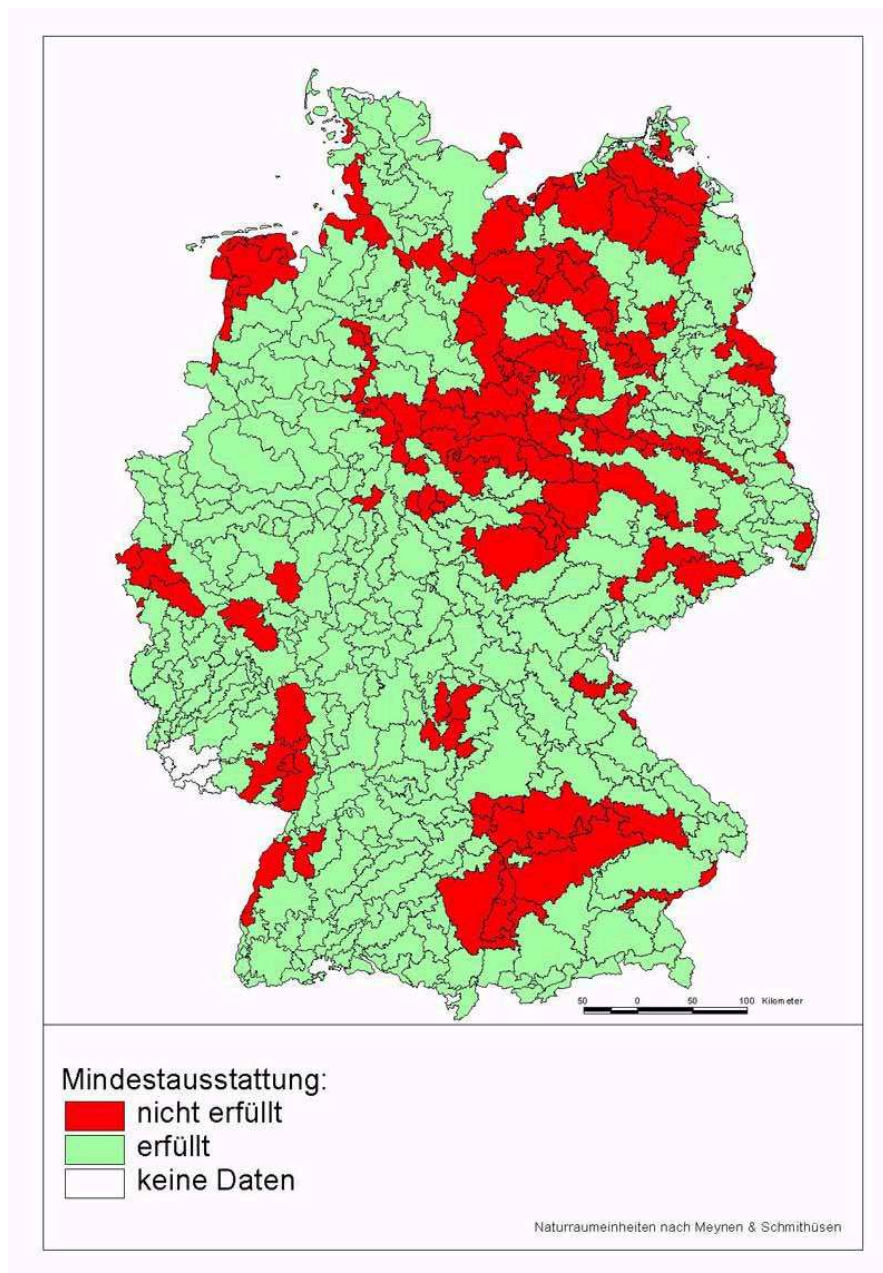 50 0 50 100 Kilometer
Mindestausstattung:
nicht erfüllt
erfüllt
keine Daten
Naturraumeinheiten nach Meynen & Schmithüsen